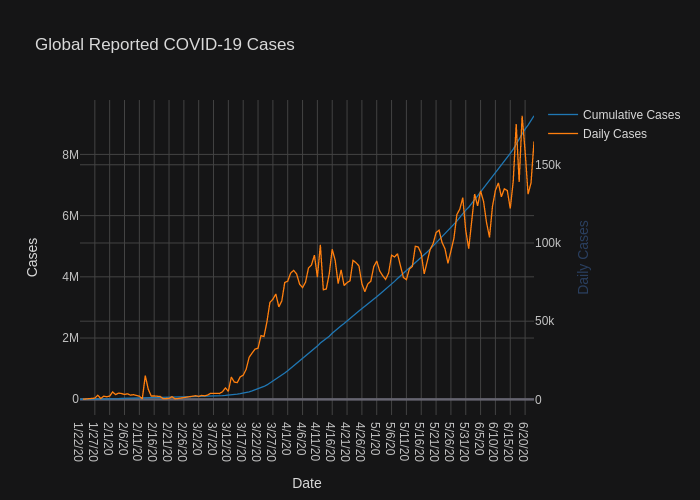 Global Reported COVID-19 Cases
Cumulative Cases
Daily Cases
8M
6M
4M
2M
0
150k
100k
50k
0
Cases
Daily Cases
1/22/20
1/27/20
2/1/20
2/6/20
2/11/20
2/16/20
2/21/20
2/26/20
3/2/20
3/7/20
3/12/20
3/17/20
3/22/20
3/27/20
4/1/20
4/6/20
4/11/20
4/16/20
4/21/20
4/26/20
5/1/20
5/6/20
5/11/20
5/16/20
5/21/20
5/26/20
5/31/20
6/5/20
6/10/20
6/15/20
6/20/20
Date